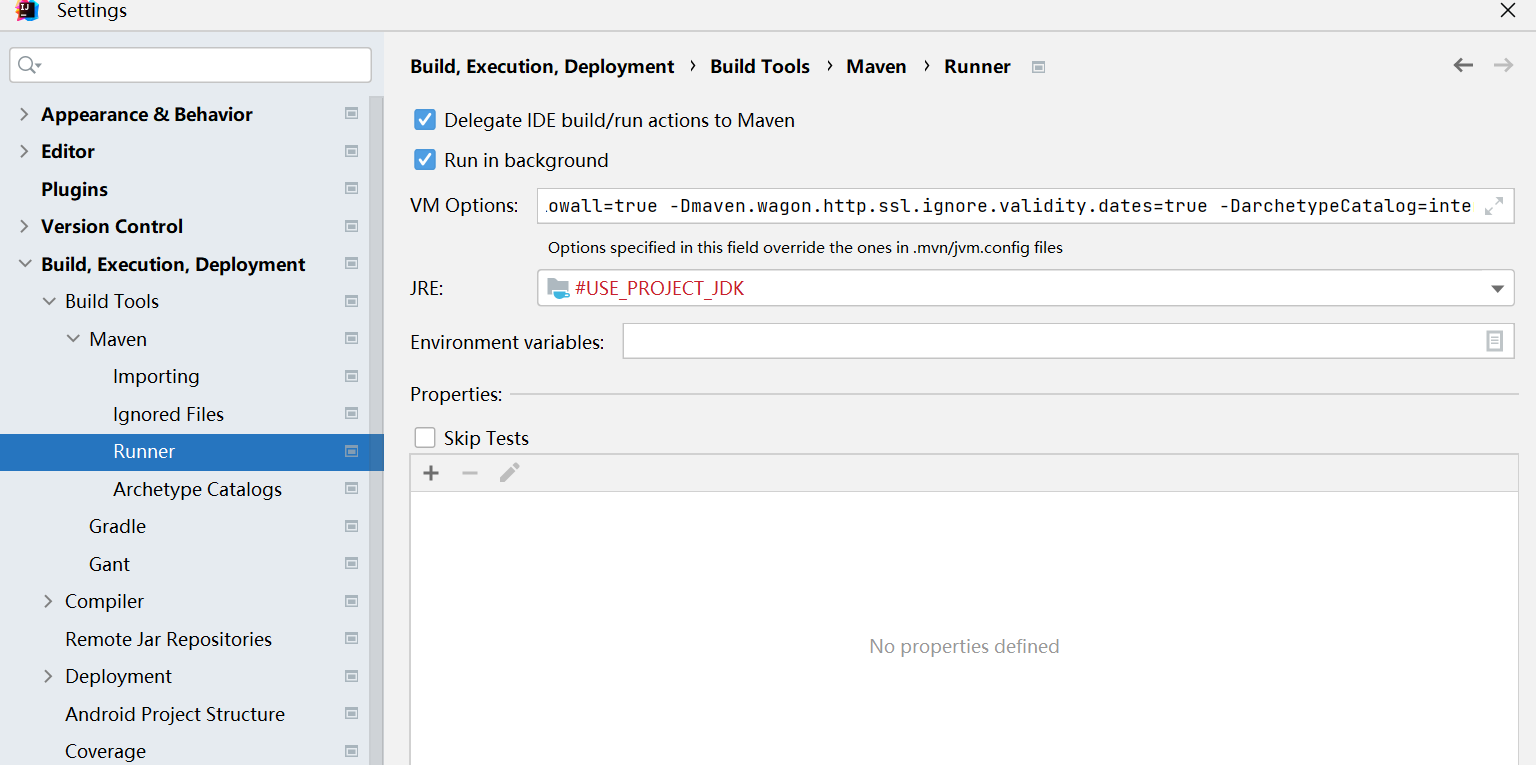 Settings
Appearance & Behavior
Editor
Plugins
Version Control
Build, Execution, Deployment
Build Tools
Maven
Importing
Ignored Files
Runner
Archetype Catalogs
Gradle
Gant
Compiler
Remote Jar Repositories
Deployment
Android Project Structure
Coverage
Build, Execution, Deployment › Build Tools › Maven › Runner
Delegate IDE build/run actions to Maven
Run in background
VM Options: .owall=true -Dmaven.wagon.http.ssl.ignore.validity.dates=true -DarchetypeCatalog=inte
Options specified in this field override the ones in .mvn/jvm.config files
JRE: #USE_PROJECT_JDK
Environment variables:
Properties:
Skip Tests
No properties defined